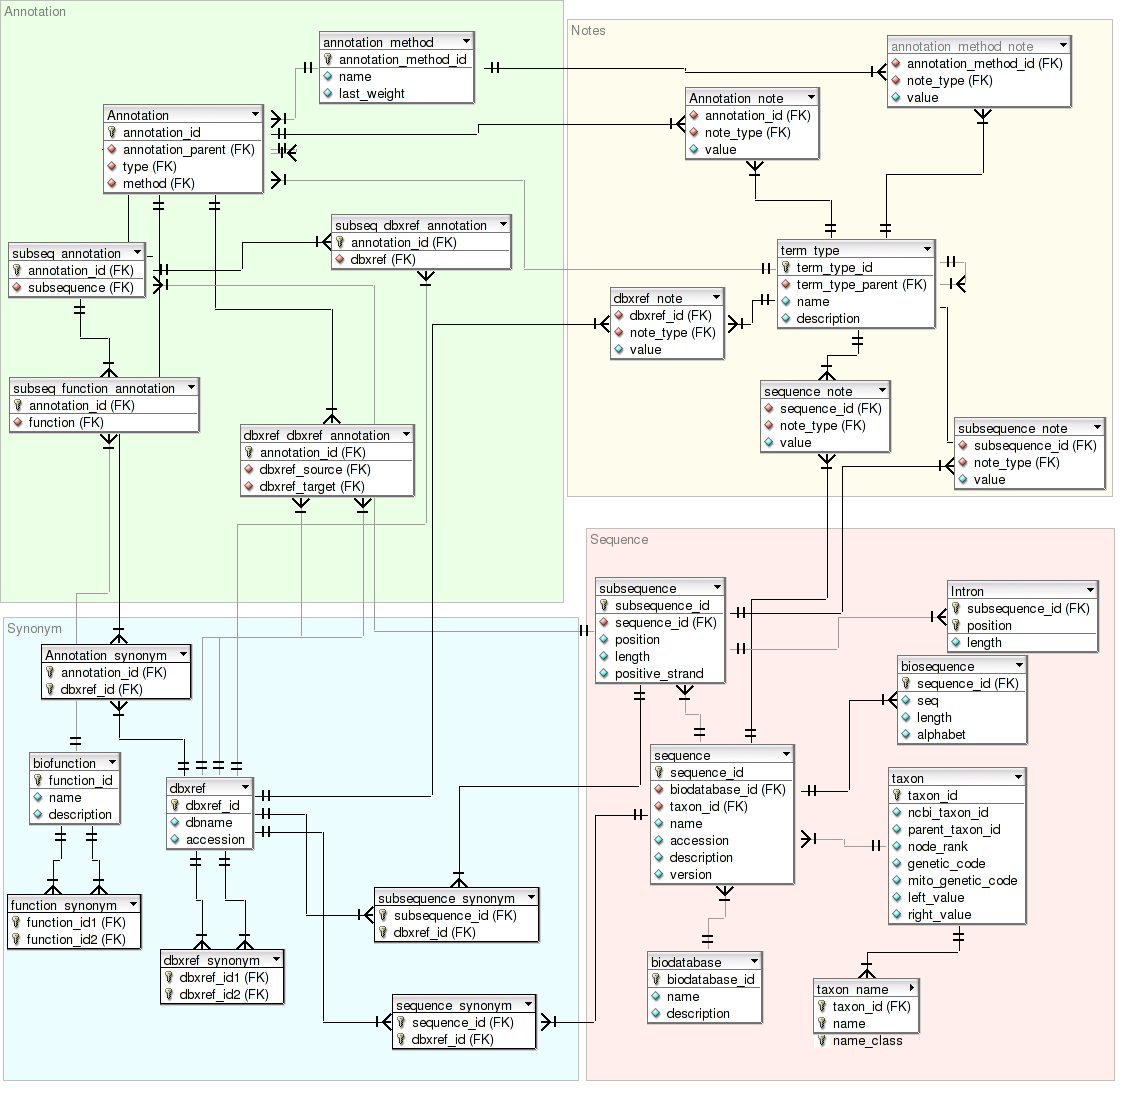 Annotation
annotation_method
annotation_method_id
name
last_weight
Annotation
annotation_id
annotation_parent (FK)
type (FK)
method (FK)
subseq_annotation
annotation_id (FK)
subsequence (FK)
subseq_dbxref_annotation
annotation_id (FK)
dbxref (FK)
subseq_function_annotation
annotation_id (FK)
function (FK)
dbxref_dbxref_annotation
annotation_id (FK)
dbxref_source (FK)
dbxref_target (FK)
Notes
annotation_method_note
annotation_method_id (FK)
note_type (FK)
value
Annotation_note
annotation_id (FK)
note_type (FK)
value
term_type
term_type_id
term_type_parent (FK)
name
description
dbxref_note
dbxref_id (FK)
note_type (FK)
value
sequence_note
sequence_id (FK)
note_type (FK)
value
subsequence_note
subsequence_id (FK)
note_type (FK)
value
Synonym
Annotation_synonym
annotation_id (FK)
dbxref_id (FK)
biofunction
function_id
name
description
dbxref
dbxref_id
dbname
accession
function_synonym
function_id1 (FK)
function_id2 (FK)
dbxref_synonym
dbxref_id1 (FK)
dbxref_id2 (FK)
subsequence_synonym
subsequence_id (FK)
dbxref_id (FK)
sequence_synonym
sequence_id (FK)
dbxref_id (FK)
Sequence
subsequence
subsequence_id
sequence_id (FK)
position
length
positive_strand
Intron
subsequence_id (FK)
position
length
biosequence
sequence_id (FK)
seq
length
alphabet
sequence
sequence_id
biodatabase_id (FK)
taxon_id (FK)
name
accession
description
version
taxon
taxon_id
ncbi_taxon_id
parent_taxon_id
node_rank
genetic_code
mito_genetic_code
left_value
right_value
biodatabase
biodatabase_id
name
description
taxon_name
taxon_id (FK)
name
name_class